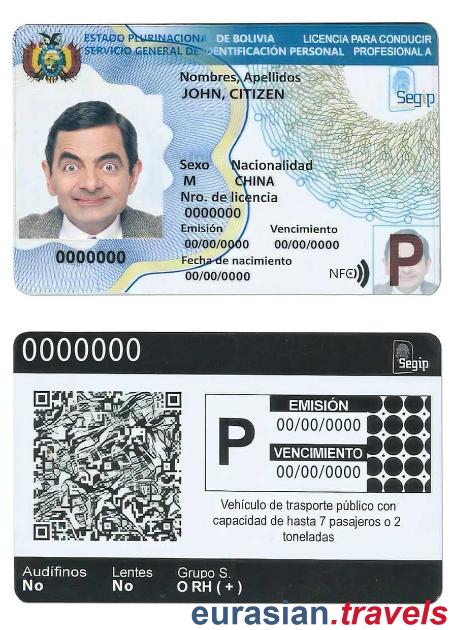 ESTADO PLURINACIONAL DE BOLIVIA LICENCIA PARA CONDUCIR
SERVICIO GENERAL DE IDENTIFICACIÓN PERSONAL PROFESIONAL A
Nombres, Apellidos
JOHN, CITIZEN
Segip
Sexo Nacionalidad
M CHINA
Nro. de licencia
0000000
Emisión Vencimiento
00/00/0000 00/00/0000
0000000
Fecha de nacimiento
00/00/0000
NFC
P
0000000
Segip
P
EMISIÓN
00/00/0000
VENCIMIENTO
00/00/0000
Vehículo de trasporte público con
capacidad de hasta 7 pasajeros o 2
toneladas
Audífinos Lentes Grupo S.
No No O RH ( + )
eurasian.travels